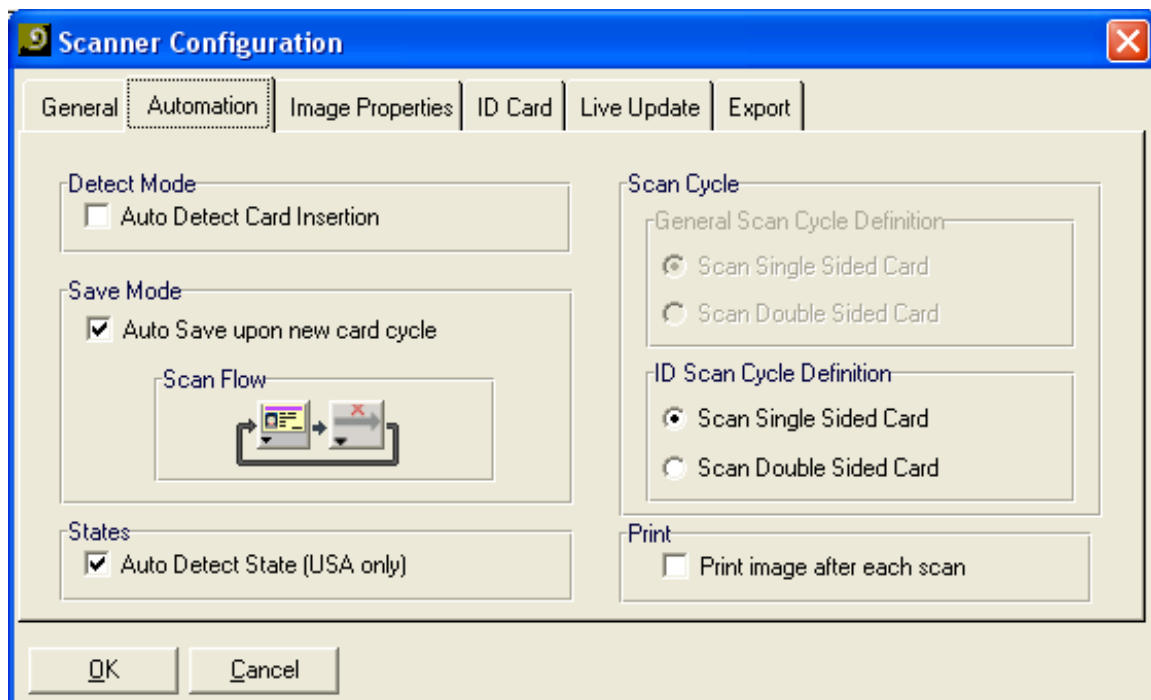 Scanner Configuration
General Automation Image Properties ID Card Live Update Export
Detect Mode
Auto Detect Card Insertion
Save Mode
Auto Save upon new card cycle
Scan Flow
States
Auto Detect State (USA only)
Scan Cycle
General Scan Cycle Definition
Scan Single Sided Card
Scan Double Sided Card
ID Scan Cycle Definition
Scan Single Sided Card
Scan Double Sided Card
Print
Print image after each scan
OK Cancel